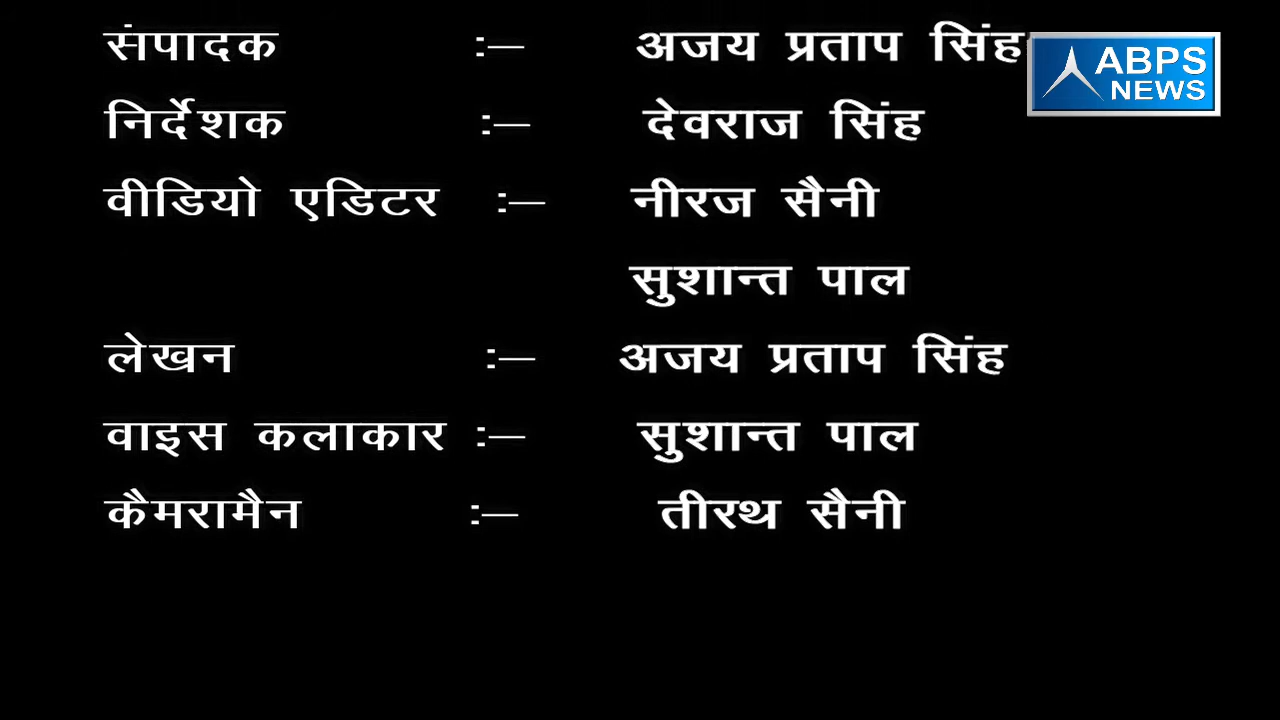 संपादक :— अजय प्रताप सिंह
ABPS
NEWS
निर्देशक :— देवराज सिंह
वीडियो एडिटर :— नीरज सैनी
सुशान्त पाल
लेखन :— अजय प्रताप सिंह
वाइस कलाकार :— सुशान्त पाल
कैमरामैन :— तीरथ सैनी